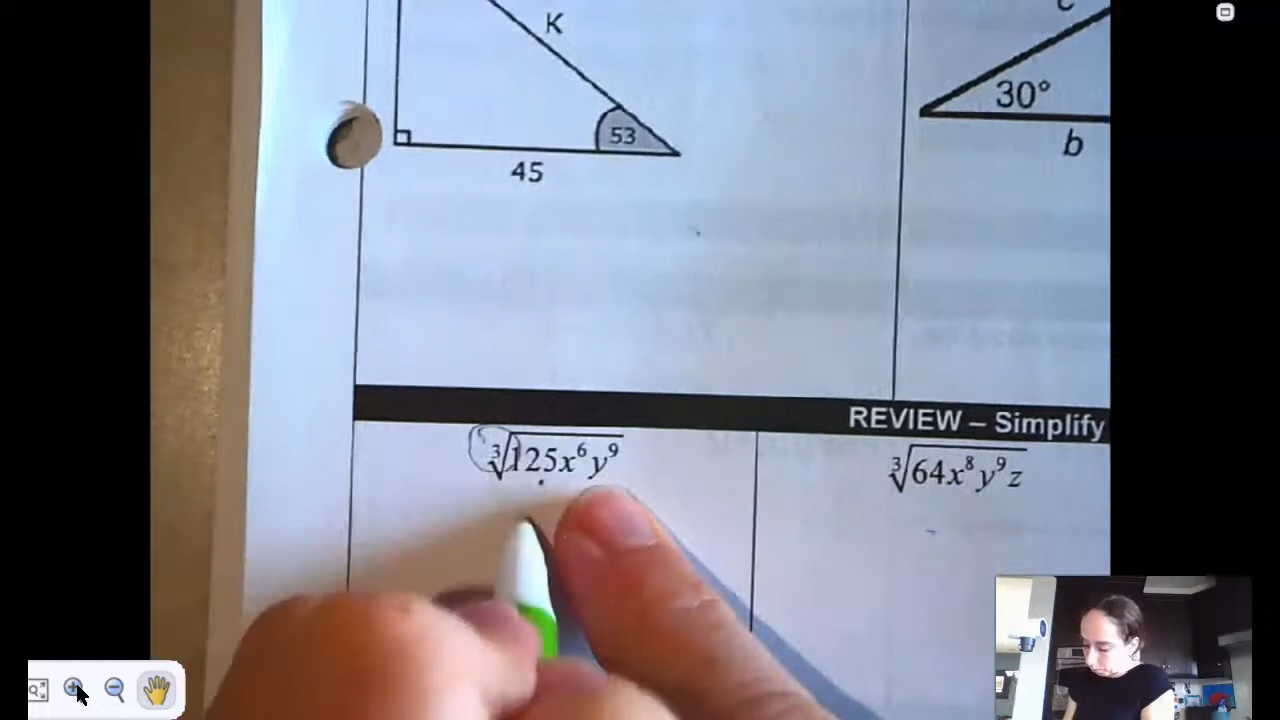 K
30°
53
45
b
REVIEW – Simplify
∛125x⁶y⁹
∛64x⁸y⁹z